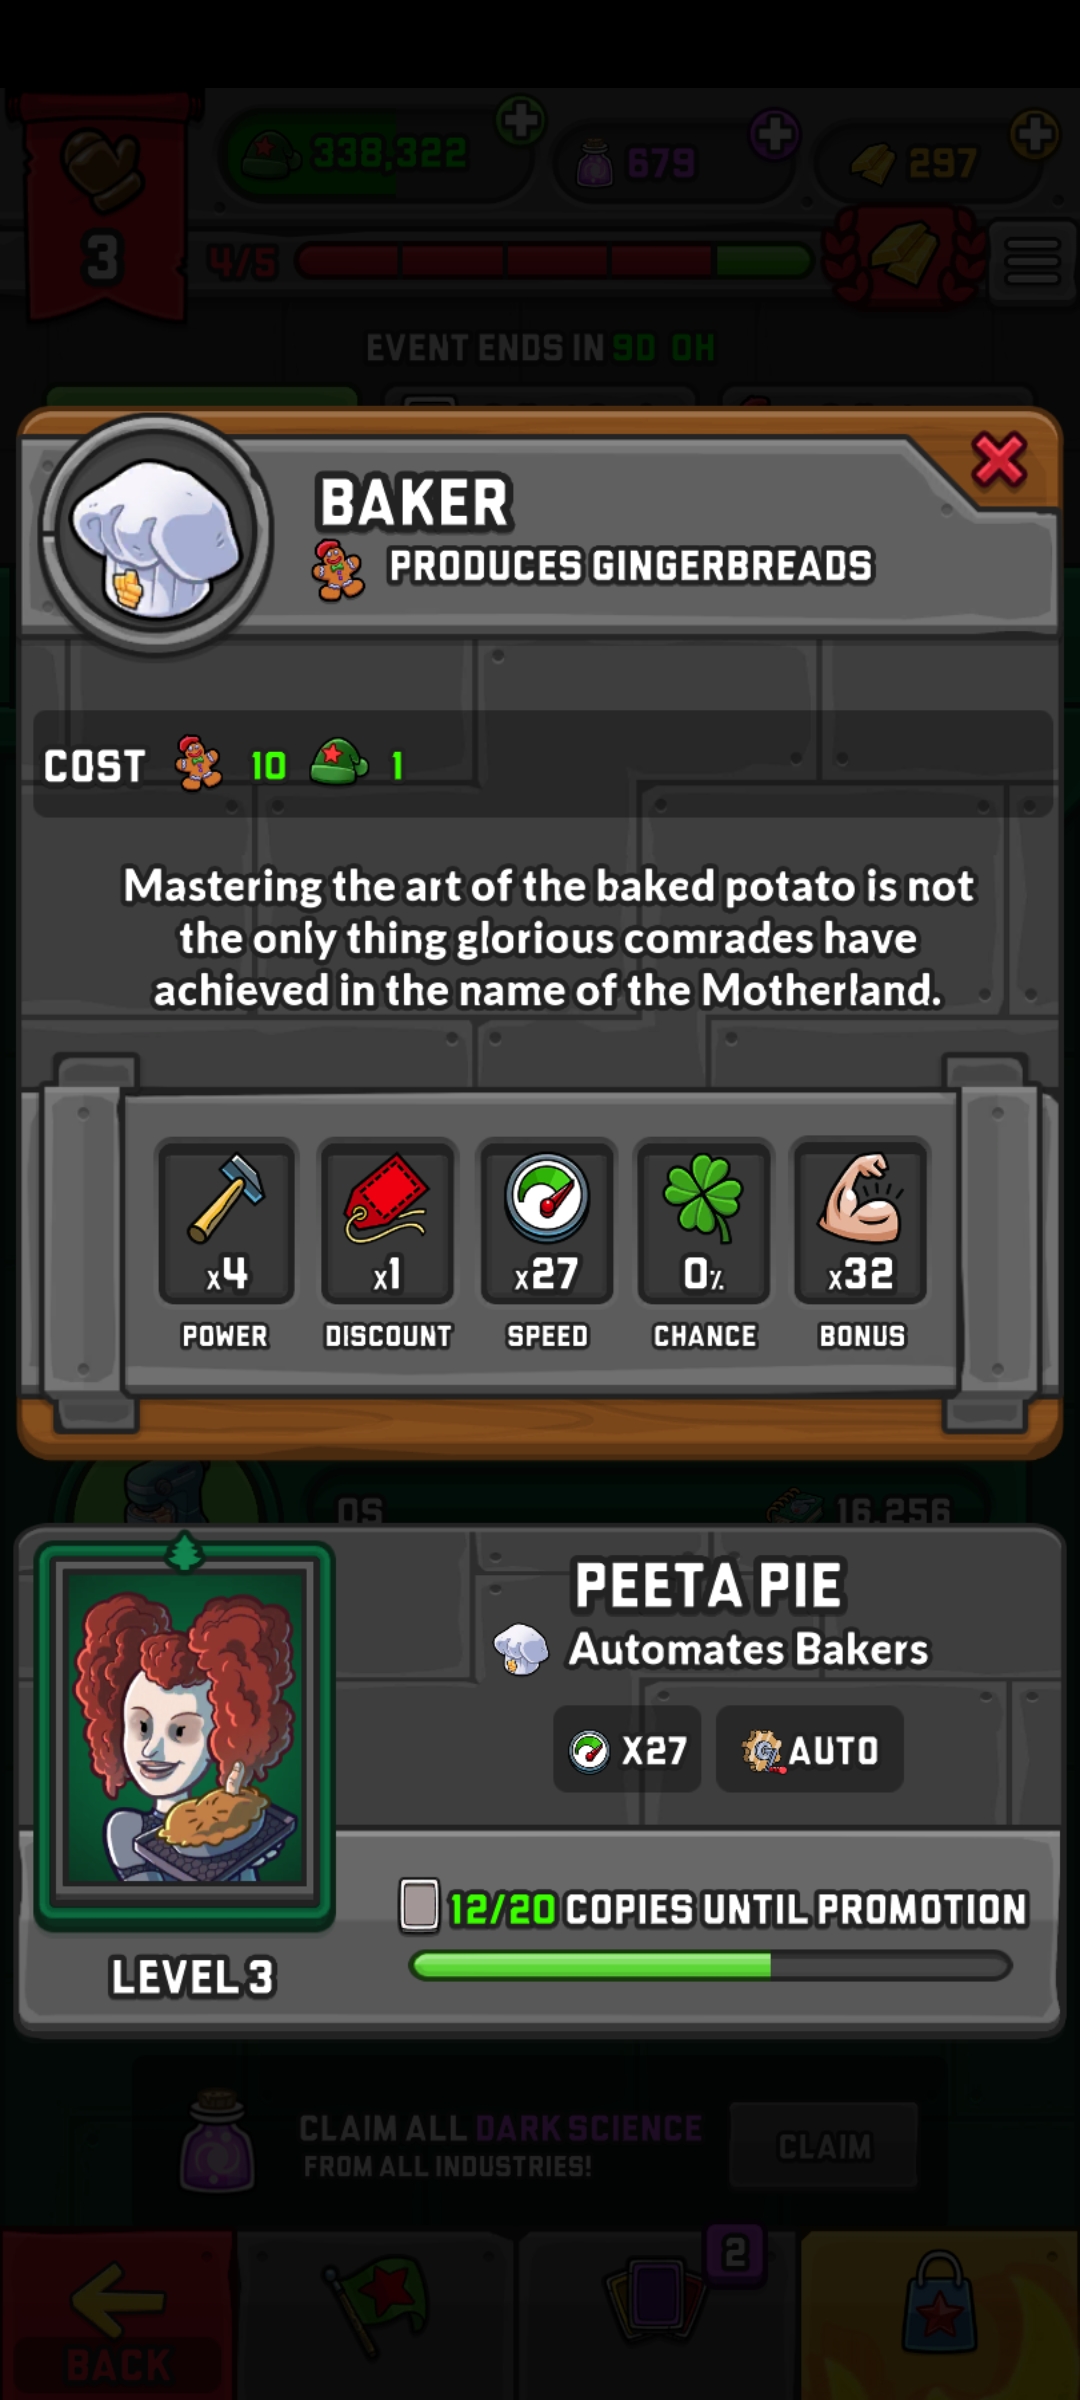 338,322
679
297
3
4/5
EVENT ENDS IN 9D 0H
BAKER
PRODUCES GINGERBREADS
COST 10 1
Mastering the art of the baked potato is not
the only thing glorious comrades have
achieved in the name of the Motherland.
x4
x1
x27
0%
x32
POWER
DISCOUNT
SPEED
CHANCE
BONUS
0S
16,256
PEETA PIE
Automates Bakers
X27
AUTO
12/20 COPIES UNTIL PROMOTION
LEVEL 3
CLAIM ALL DARK SCIENCE
FROM ALL INDUSTRIES!
CLAIM
2
BACK